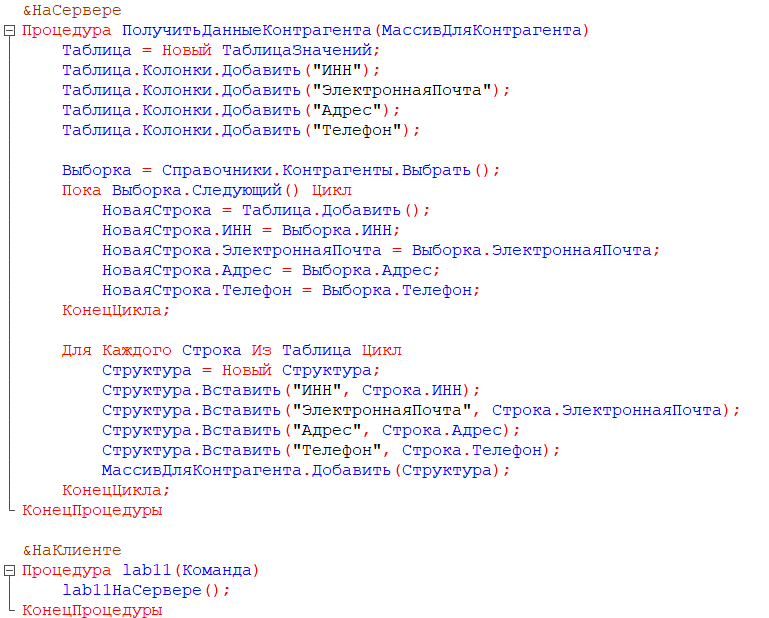 &НаСервере
Процедура ПолучитьДанныеКонтрагента(МассивДляКонтрагента)
    Таблица = Новый ТаблицаЗначений;
    Таблица.Колонки.Добавить("ИНН");
    Таблица.Колонки.Добавить("ЭлектроннаяПочта");
    Таблица.Колонки.Добавить("Адрес");
    Таблица.Колонки.Добавить("Телефон");

    Выборка = Справочники.Контрагенты.Выбрать();
    Пока Выборка.Следующий() Цикл
        НоваяСтрока = Таблица.Добавить();
        НоваяСтрока.ИНН = Выборка.ИНН;
        НоваяСтрока.ЭлектроннаяПочта = Выборка.ЭлектроннаяПочта;
        НоваяСтрока.Адрес = Выборка.Адрес;
        НоваяСтрока.Телефон = Выборка.Телефон;
    КонецЦикла;

    Для Каждого Строка Из Таблица Цикл
        Структура = Новый Структура;
        Структура.Вставить("ИНН", Строка.ИНН);
        Структура.Вставить("ЭлектроннаяПочта", Строка.ЭлектроннаяПочта);
        Структура.Вставить("Адрес", Строка.Адрес);
        Структура.Вставить("Телефон", Строка.Телефон);
        МассивДляКонтрагента.Добавить(Структура);
    КонецЦикла;
КонецПроцедуры

&НаКлиенте
Процедура lab11(Команда)
    lab11НаСервере();
КонецПроцедуры